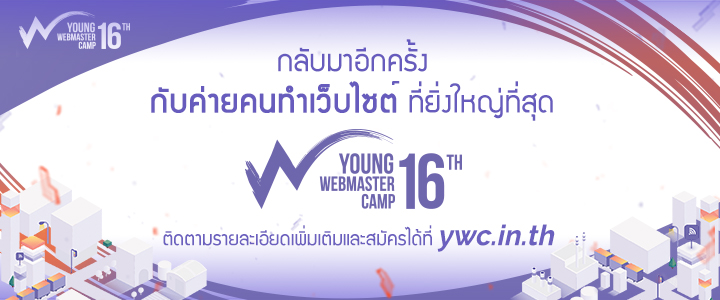 YOUNG
WEBMASTER
CAMP 16TH
กลับมาอีกครั้ง
กับค่ายคนทำเว็บไซต์ ที่ยิ่งใหญ่ที่สุด
YOUNG
WEBMASTER
CAMP 16TH
ติดตามรายละเอียดเพิ่มเติมและสมัครได้ที่ ywc.in.th